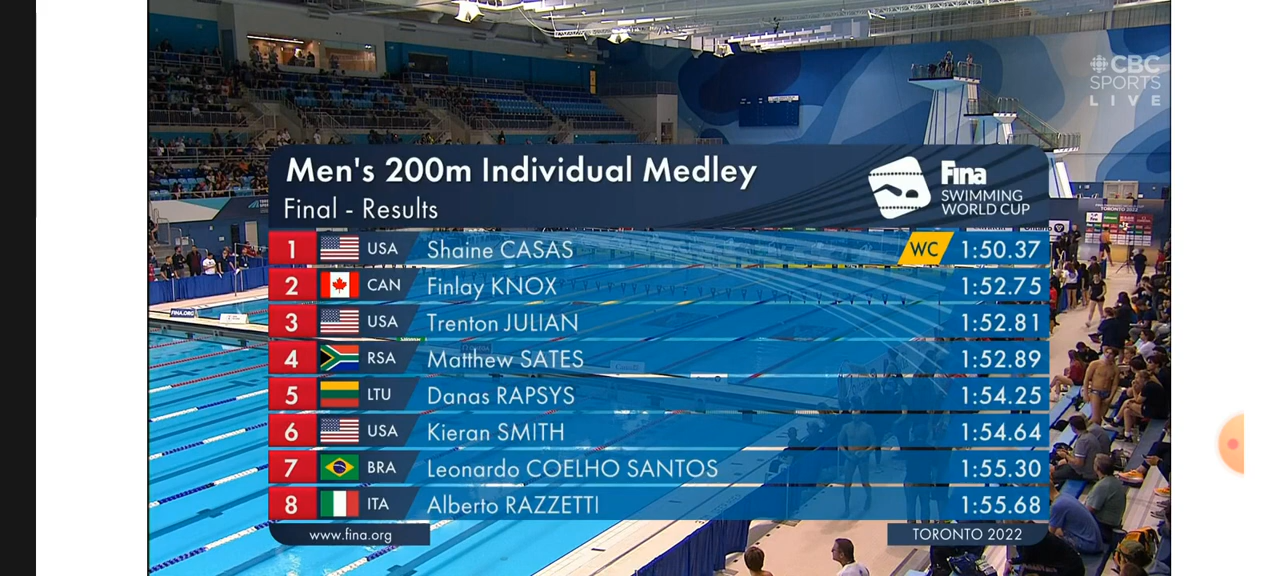 CBC
SPORTS
LIVE
Men's 200m Individual Medley
Final - Results
Fina
SWIMMING
WORLD CUP
1 USA Shaine CASAS WC 1:50.37
2 CAN Finlay KNOX 1:52.75
3 USA Trenton JULIAN 1:52.81
4 RSA Matthew SATES 1:52.89
5 LTU Danas RAPSYS 1:54.25
6 USA Kieran SMITH 1:54.64
7 BRA Leonardo COELHO SANTOS 1:55.30
8 ITA Alberto RAZZETTI 1:55.68
www.fina.org
TORONTO 2022
TORONTO 2022
FINA.ORG